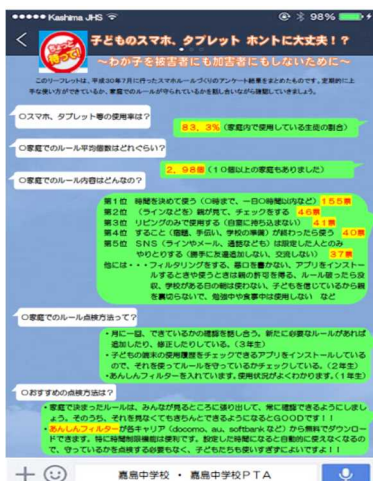 Kashima JHS
98%
ちょっと
待って!
子どものスマホ、タブレット ホントに大丈夫!?
~わか子を被害者にも加害者にもしないために~
このリーフレットは、平成30年7月に行ったスマホルールづくりのアンケート結果をまとめたものです。定期的に上
手な使い方ができているか、家庭でのルールが守られているかを話し合いながら確認していきましょう。
○スマホ、タブレット等の使用率は?
83.3%(家庭内で使用している生徒の割合)
○家庭でのルール平均個数はどれぐらい?
2.98個(10個以上の家庭もありました)
○家庭でのルール内容はどんなの?
第1位 時間を決めて使う(○時まで、一日○時間以内など)155票
第2位 (ラインなどを)親が見て、チェックをする 46票
第3位 リビングのみで使用する(自室に持ち込まない) 41票
第4位 すること(宿題、手伝い、学校の準備)が終わったら使う 40票
第5位 SNS(ラインやメール、通話なども)は設定した人とのみ
やりとりする(勝手に友達追加しない、交流しない) 37票
他には・・・フィルタリングをする、悪口を書かない、アプリをインストー
ルするときや使うときは親の許可を得る、ルール破ったら没
収、学校がある日の朝は使わない、子どもを信じているから親
を裏切らないで、勉強中や食事中は使用しない など
○家庭でのルール点検方法って?
・月に一回、できているかの確認を話し合う。新たに必要なルールがあれば
追加したり、修正したりしている。(3年生)
・子どもの端末の使用履歴をチェックできるアプリをインストールしている
ので、それを使ってルールを守っているかチェックしている。(2年生)
・あんしんフィルターを入れています。使用状況がよくわかります。(1年生)
○おすすめの点検方法は?
・家庭で決まったルールは、みんなが見るところに張り出して、常に確認できるようにしまし
ょう。そのうち、それを見なくてもきちんとできるようになるとGOODです!!
・あんしんフィルターが各キャリア(docomo、au、softbank など)から無料でダウンロー
ドできます。特に時間制限機能は便利です。設定した時間になると自動的に使えなくなるの
で、守っているかを点検する必要もなく、子どもたちも使いすぎずによいですよ!!
嘉島中学校 ・ 嘉島中学校PTA